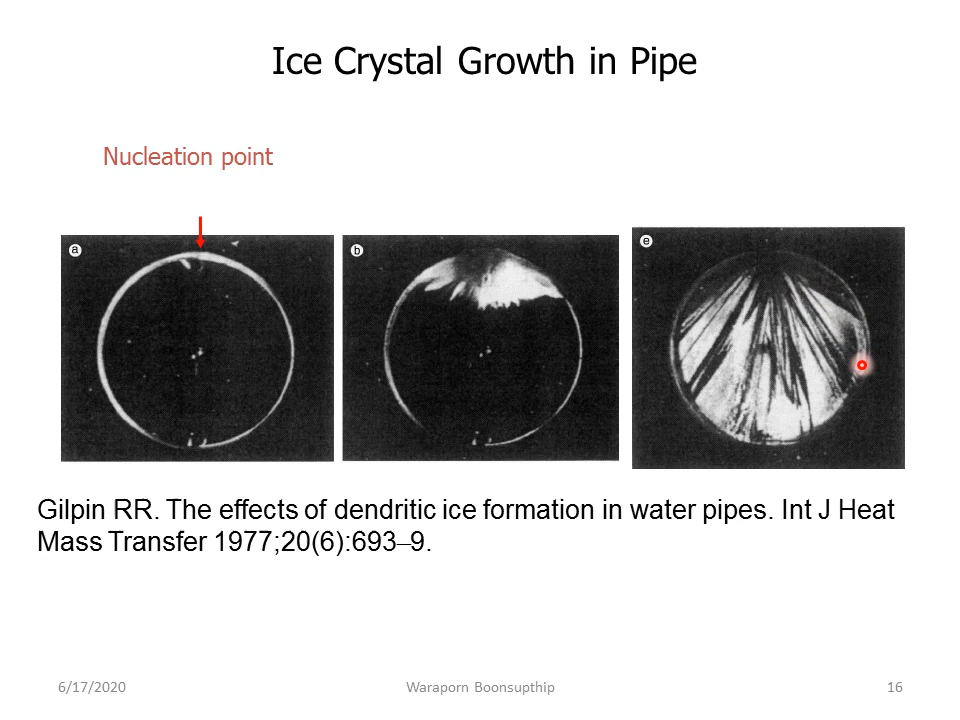 Ice Crystal Growth in Pipe
Nucleation point
a
b
e
Gilpin RR. The effects of dendritic ice formation in water pipes. Int J Heat
Mass Transfer 1977;20(6):693–9.
6/17/2020
Waraporn Boonsupthip
16